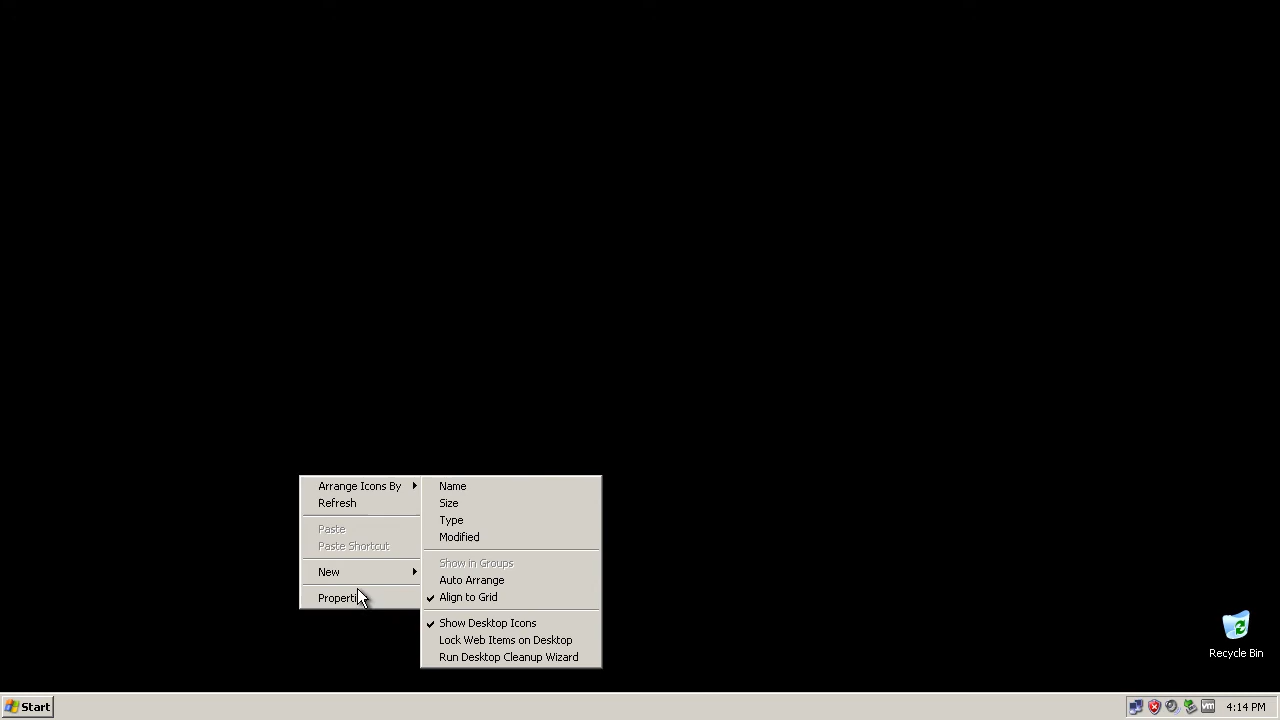 Arrange Icons By
Refresh
Paste
Paste Shortcut
New
Properti
Name
Size
Type
Modified
Show in Groups
Auto Arrange
Align to Grid
Show Desktop Icons
Lock Web Items on Desktop
Run Desktop Cleanup Wizard
Recycle Bin
Start
vm
4:14 PM